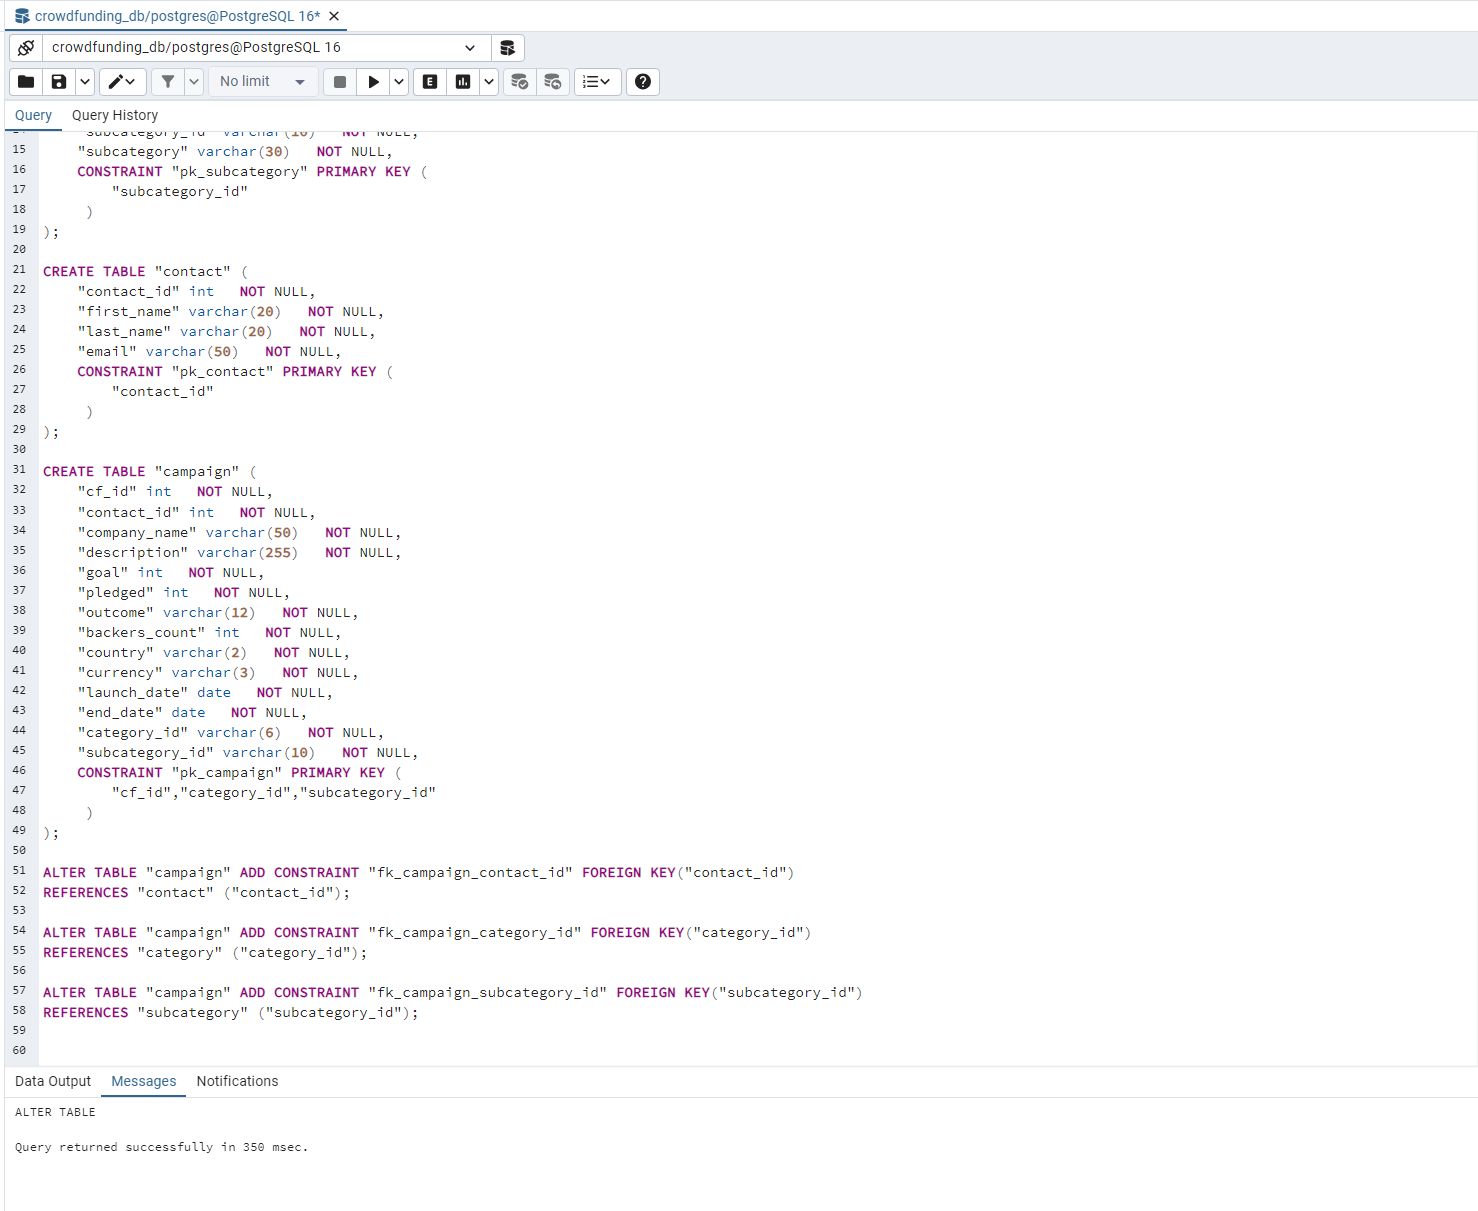 crowdfunding_db/postgres@PostgreSQL 16*
crowdfunding_db/postgres@PostgreSQL 16
No limit
E
Query Query History
"subcategory_id" varchar(10) NOT NULL,
15 "subcategory" varchar(30) NOT NULL,
16 CONSTRAINT "pk_subcategory" PRIMARY KEY (
17 "subcategory_id"
18 )
19 );
20
21 CREATE TABLE "contact" (
22 "contact_id" int NOT NULL,
23 "first_name" varchar(20) NOT NULL,
24 "last_name" varchar(20) NOT NULL,
25 "email" varchar(50) NOT NULL,
26 CONSTRAINT "pk_contact" PRIMARY KEY (
27 "contact_id"
28 )
29 );
30
31 CREATE TABLE "campaign" (
32 "cf_id" int NOT NULL,
33 "contact_id" int NOT NULL,
34 "company_name" varchar(50) NOT NULL,
35 "description" varchar(255) NOT NULL,
36 "goal" int NOT NULL,
37 "pledged" int NOT NULL,
38 "outcome" varchar(12) NOT NULL,
39 "backers_count" int NOT NULL,
40 "country" varchar(2) NOT NULL,
41 "currency" varchar(3) NOT NULL,
42 "launch_date" date NOT NULL,
43 "end_date" date NOT NULL,
44 "category_id" varchar(6) NOT NULL,
45 "subcategory_id" varchar(10) NOT NULL,
46 CONSTRAINT "pk_campaign" PRIMARY KEY (
47 "cf_id","category_id","subcategory_id"
48 )
49 );
50
51 ALTER TABLE "campaign" ADD CONSTRAINT "fk_campaign_contact_id" FOREIGN KEY("contact_id")
52 REFERENCES "contact" ("contact_id");
53
54 ALTER TABLE "campaign" ADD CONSTRAINT "fk_campaign_category_id" FOREIGN KEY("category_id")
55 REFERENCES "category" ("category_id");
56
57 ALTER TABLE "campaign" ADD CONSTRAINT "fk_campaign_subcategory_id" FOREIGN KEY("subcategory_id")
58 REFERENCES "subcategory" ("subcategory_id");
59
60
Data Output Messages Notifications
ALTER TABLE
Query returned successfully in 350 msec.